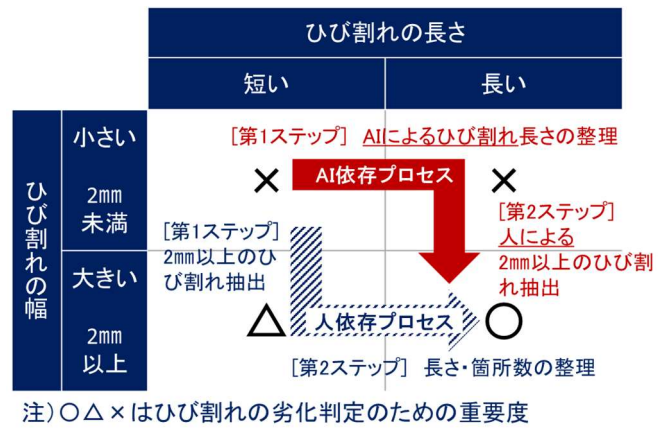 ひび割れの長さ
短い
長い
ひび割れの幅
小さい
2mm
未満
大きい
2mm
以上
[第1ステップ] AIによるひび割れ長さの整理
×
AI依存プロセス
×
[第1ステップ]
2mm以上のひ
び割れ抽出
[第2ステップ]
人による
2mm以上のひび割
れ抽出
△
人依存プロセス
○
[第2ステップ] 長さ・箇所数の整理
注)○△×はひび割れの劣化判定のための重要度